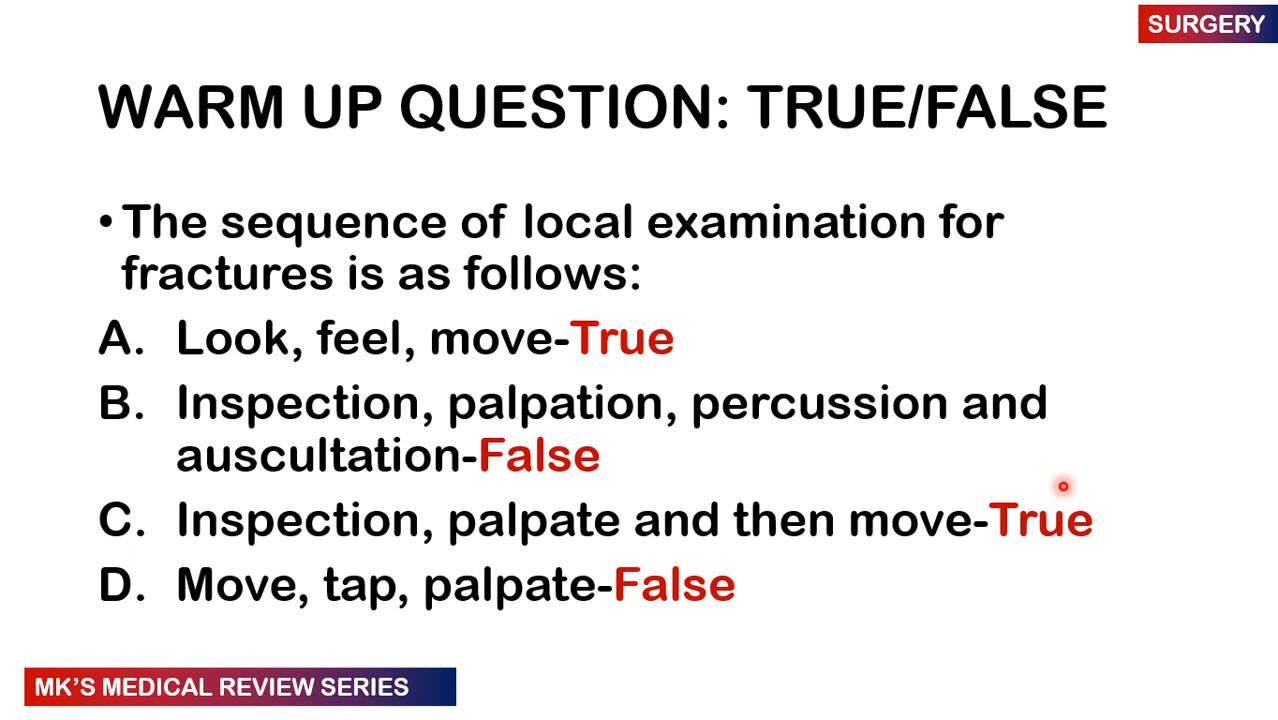 SURGERY
WARM UP QUESTION: TRUE/FALSE
• The sequence of local examination for
fractures is as follows:
A. Look, feel, move-True
B. Inspection, palpation, percussion and
auscultation-False
C. Inspection, palpate and then move-True
D. Move, tap, palpate-False
MK'S MEDICAL REVIEW SERIES